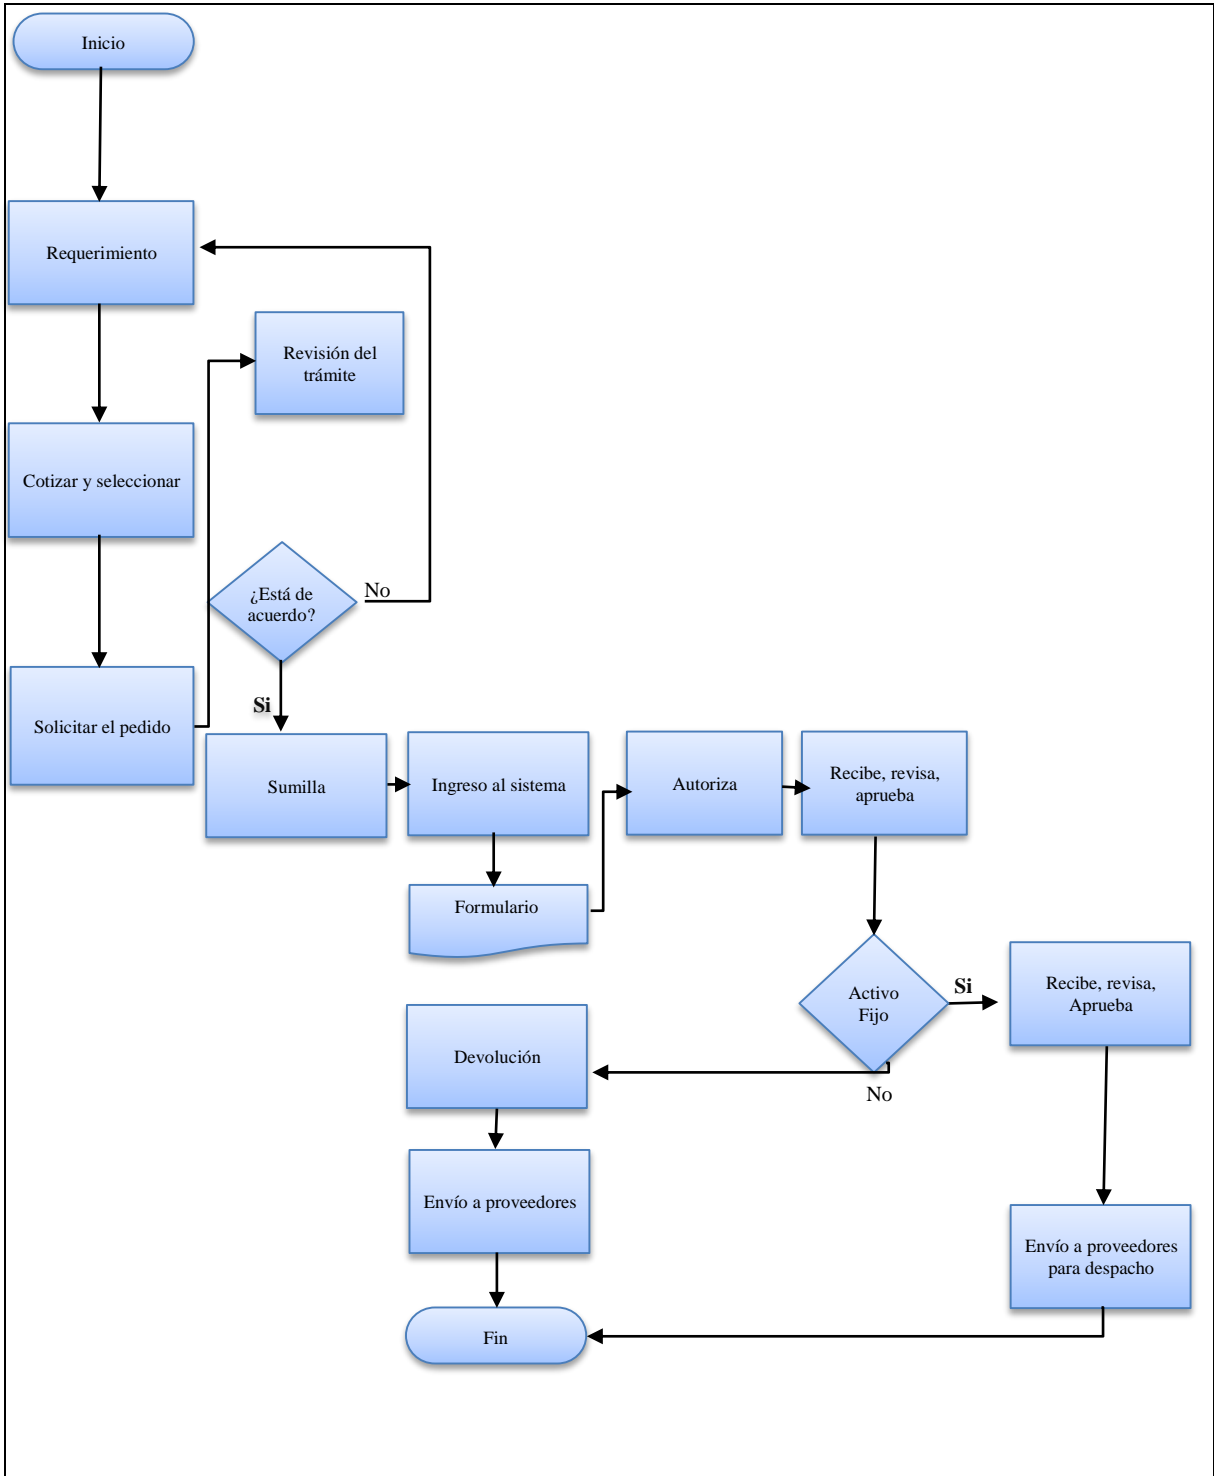 Inicio
Requerimiento
Revisión del
trámite
Cotizar y seleccionar
¿Está de
acuerdo?
No
Si
Solicitar el pedido
Sumilla
Ingreso al sistema
Autoriza
Recibe, revisa,
aprueba
Formulario
Activo
Fijo
Si
No
Recibe, revisa,
Aprueba
Devolución
Envío a proveedores
Envío a proveedores
para despacho
Fin